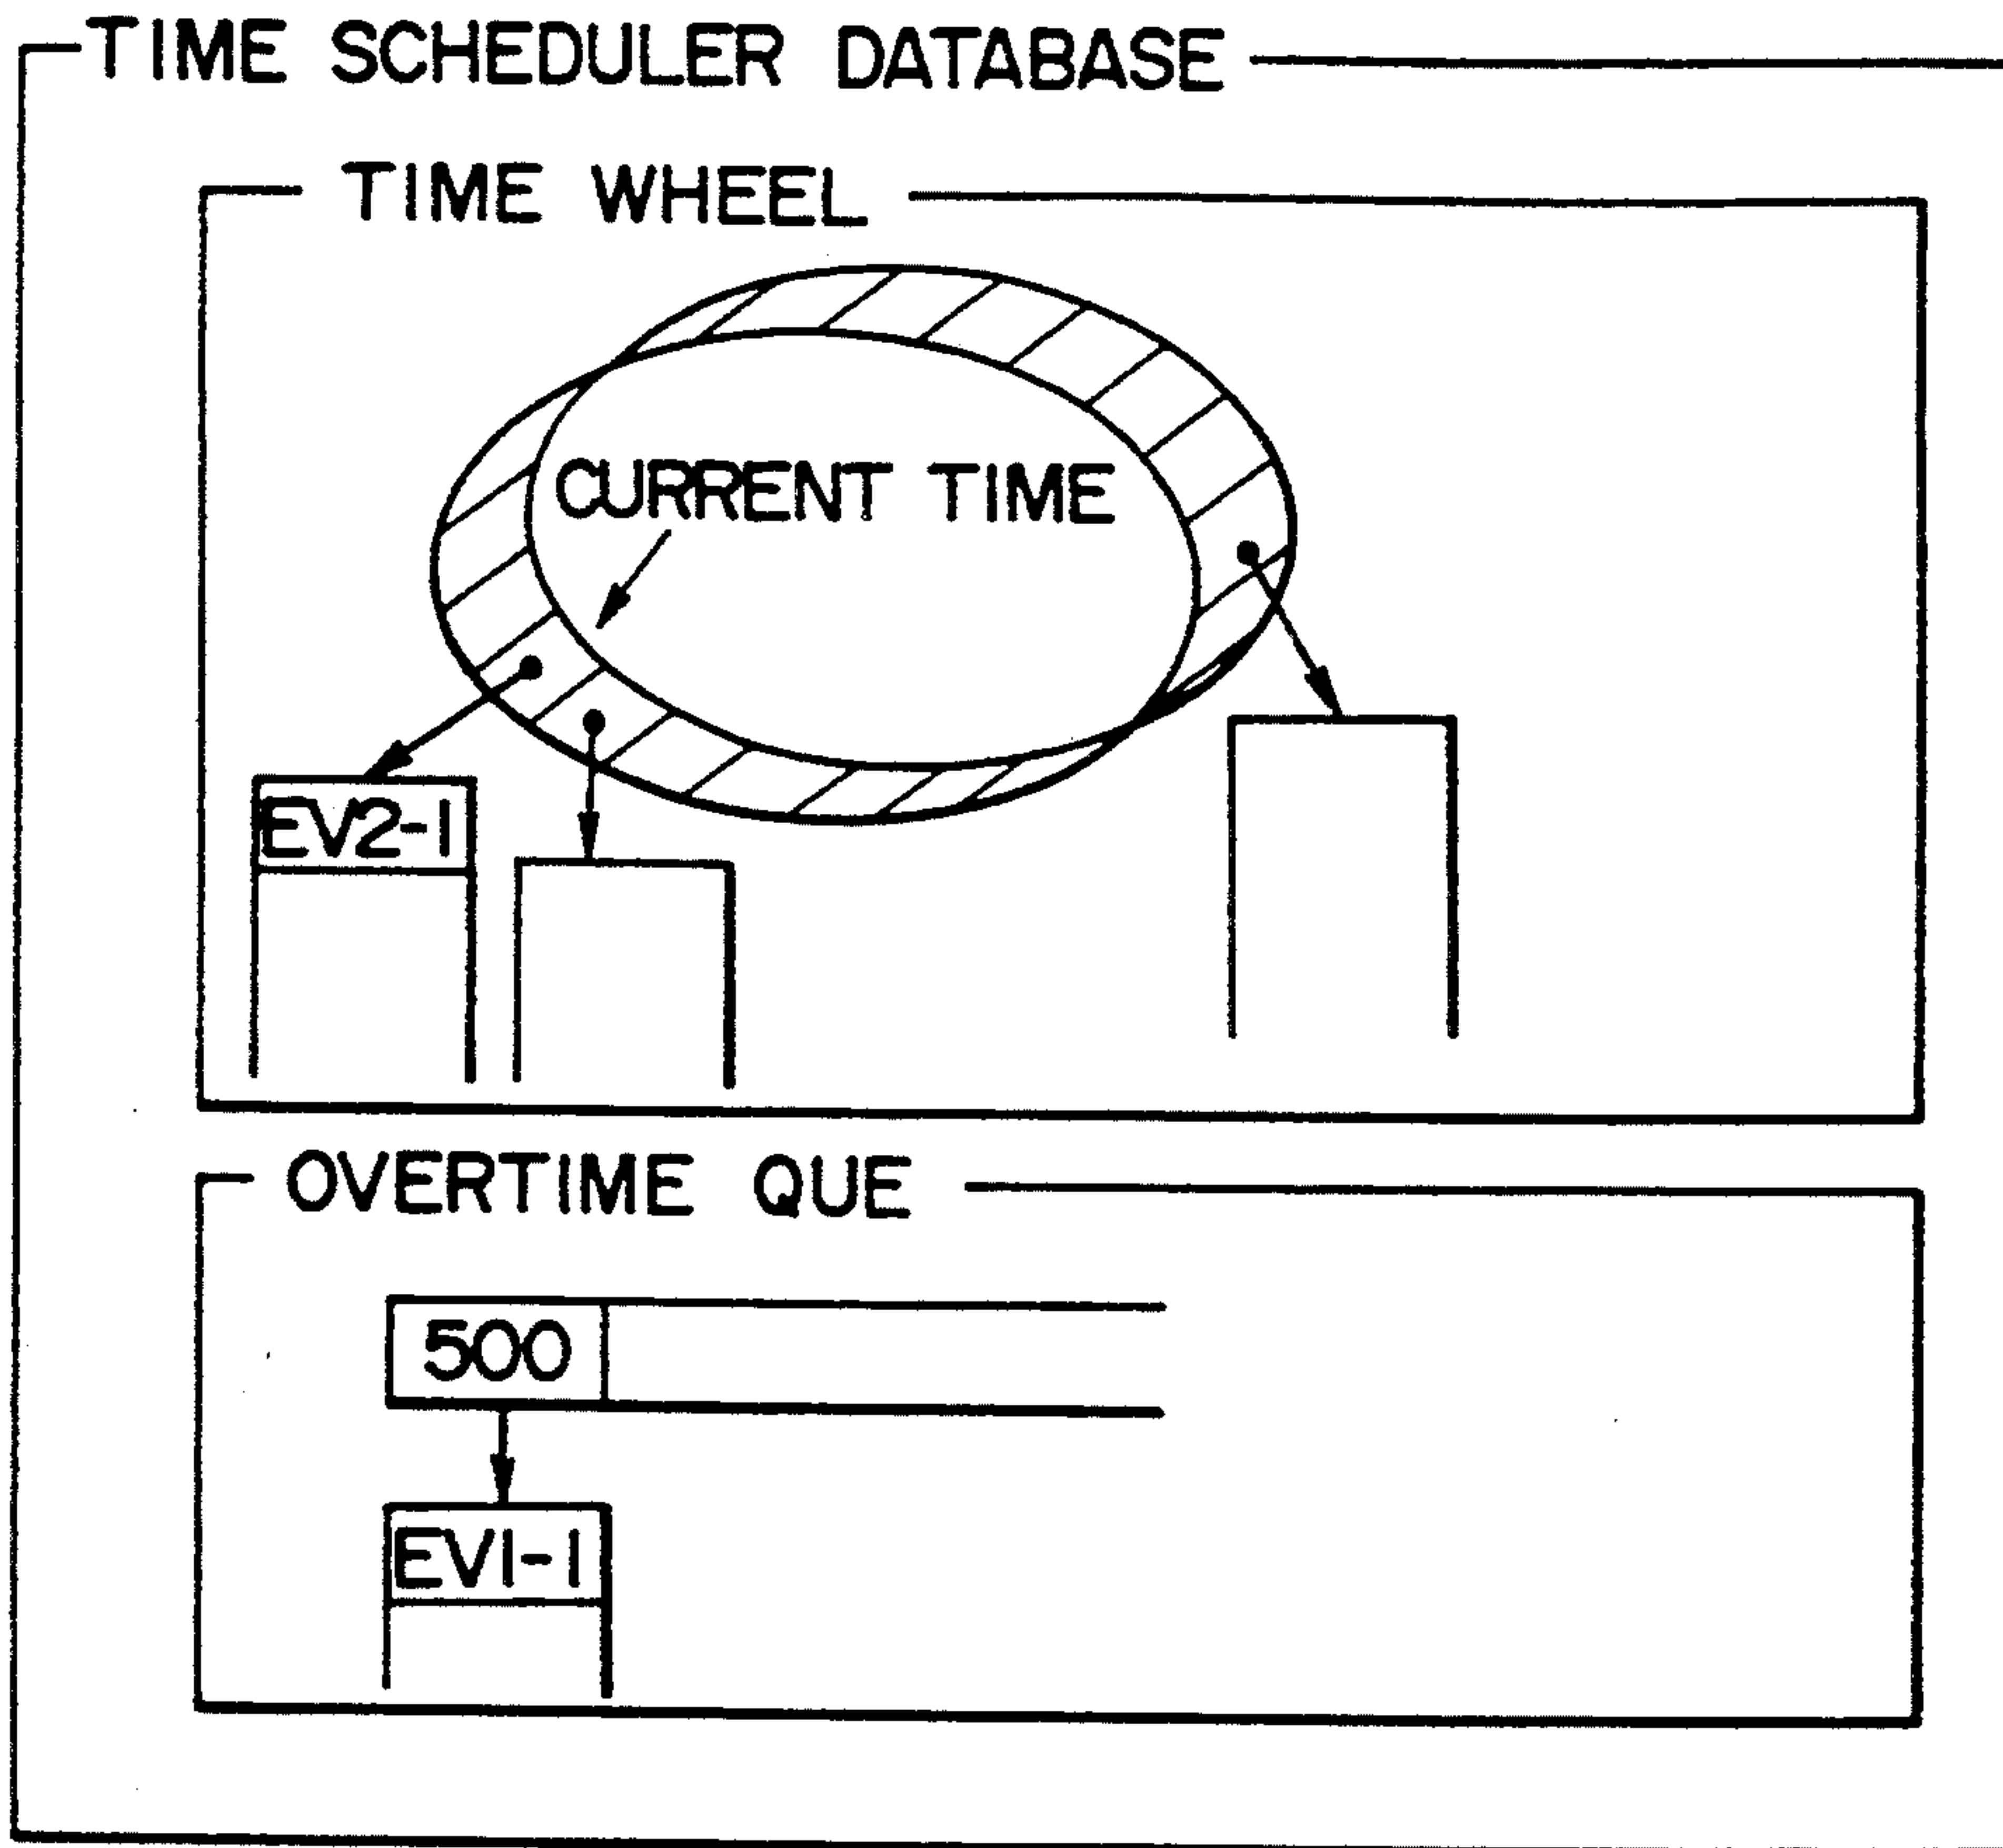 TIME SCHEDULER DATABASE
TIME WHEEL
CURRENT TIME
EV2-1
OVERTIME QUE
500
EV1-1